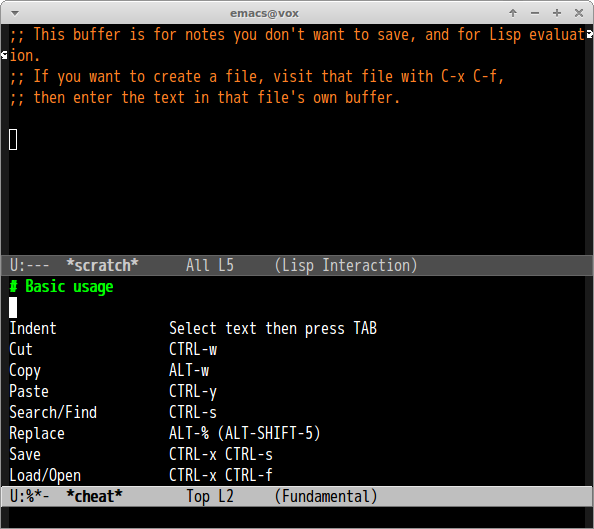 emacs@vox
;; This buffer is for notes you don't want to save, and for Lisp evaluat
ion.
;; If you want to create a file, visit that file with C-x C-f,
;; then enter the text in that file's own buffer.
U:--- *scratch* All L5 (Lisp Interaction)
# Basic usage
Indent Select text then press TAB
Cut CTRL-w
Copy ALT-w
Paste CTRL-y
Search/Find CTRL-s
Replace ALT-% (ALT-SHIFT-5)
Save CTRL-x CTRL-s
Load/Open CTRL-x CTRL-f
U:%*- *cheat* Top L2 (Fundamental)